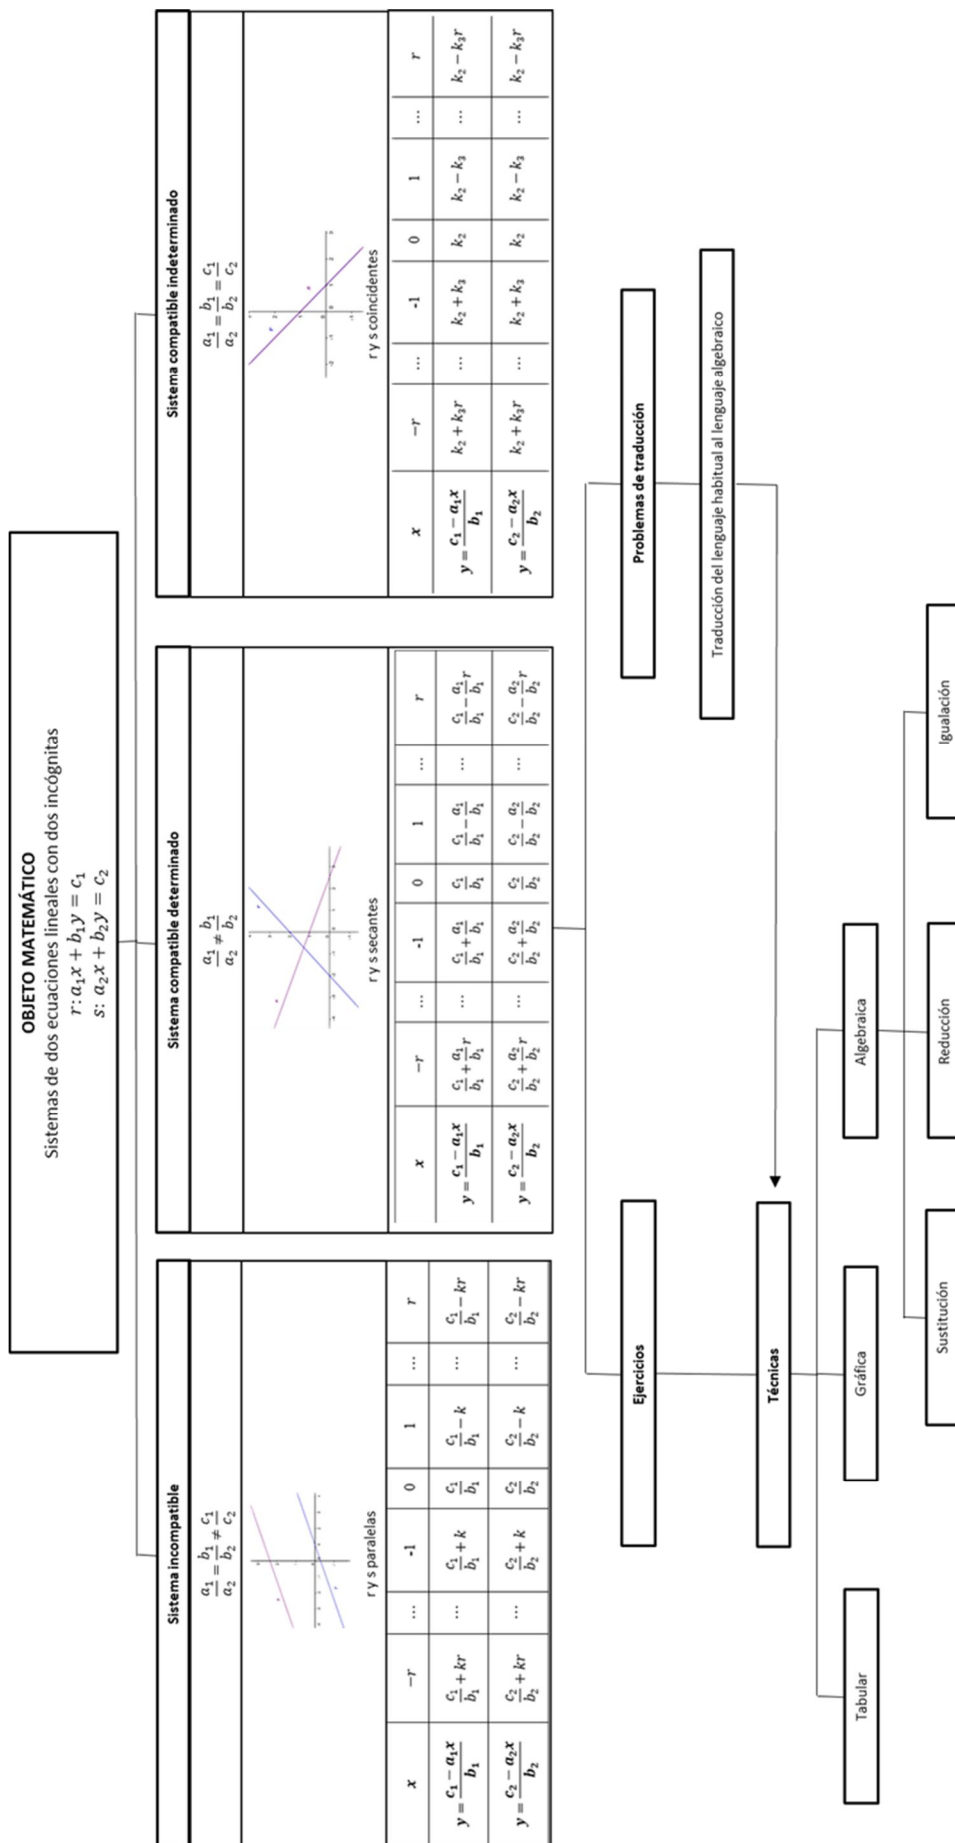 OBJETO MATEMÁTICO
Sistemas de dos ecuaciones lineales con dos incógnitas
r: a₁x + b₁y = c₁
s: a₂x + b₂y = c₂
Sistema incompatible
a₁/a₂ = b₁/b₂ ≠ c₁/c₂
r y s paralelas
x −r ... -1 0 1 ... r
y = (c₁ − a₁x)/b₁ c₁/b₁ + kr ... c₁/b₁ + k c₁/b₁ c₁/b₁ − k ... c₁/b₁ − kr
y = (c₂ − a₂x)/b₂ c₂/b₂ + kr ... c₂/b₂ + k c₂/b₂ c₂/b₂ − k ... c₂/b₂ − kr
Sistema compatible determinado
a₁/a₂ ≠ b₁/b₂
r y s secantes
x −r ... -1 0 1 ... r
y = (c₁ − a₁x)/b₁ c₁/b₁ + a₁/b₁ r ... c₁/b₁ + a₁/b₁ c₁/b₁ c₁/b₁ − a₁/b₁ ... c₁/b₁ − a₁/b₁ r
y = (c₂ − a₂x)/b₂ c₂/b₂ + a₂/b₂ r ... c₂/b₂ + a₂/b₂ c₂/b₂ c₂/b₂ − a₂/b₂ ... c₂/b₂ − a₂/b₂ r
Sistema compatible indeterminado
a₁/a₂ = b₁/b₂ = c₁/c₂
r y s coincidentes
x −r ... -1 0 1 ... r
y = (c₁ − a₁x)/b₁ k₂ + k₃r ... k₂ + k₃ k₂ k₂ − k₃ ... k₂ − k₃r
y = (c₂ − a₂x)/b₂ k₂ + k₃r ... k₂ + k₃ k₂ k₂ − k₃ ... k₂ − k₃r
Ejercicios
Problemas de traducción
Traducción del lenguaje habitual al lenguaje algebraico
Técnicas
Tabular
Gráfica
Algebraica
Sustitución
Reducción
Igualación